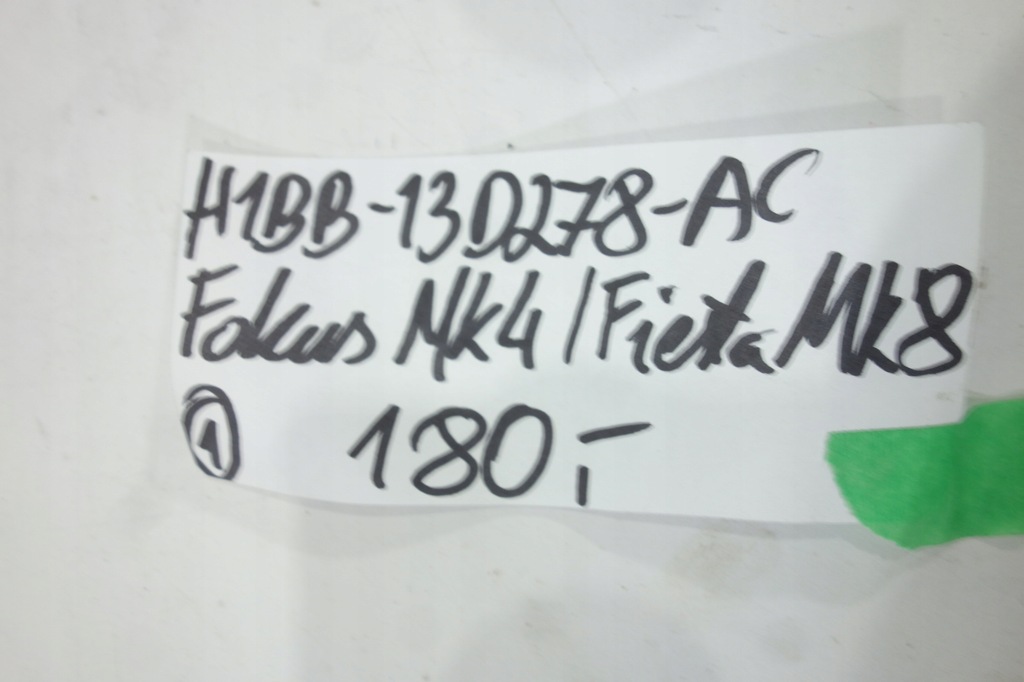 H1BB-13D278-AC
Fokus MK4/Fiesta MK8
1 180,-